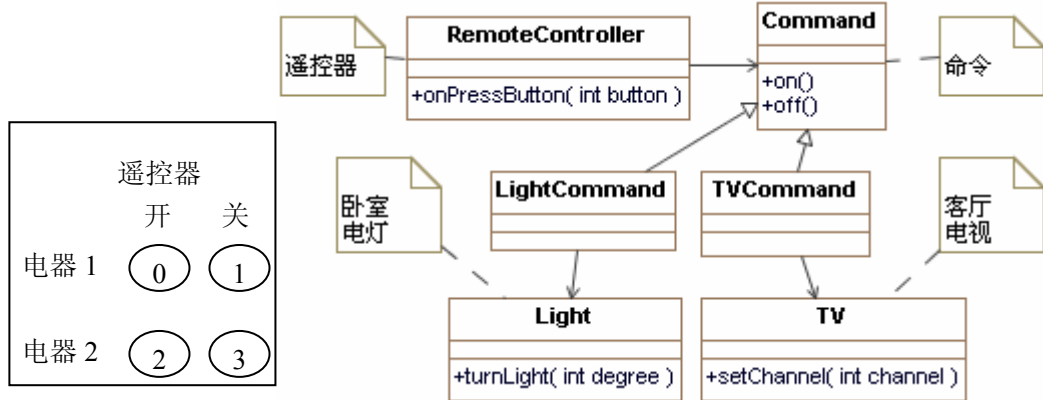 遥控器
开 关
电器 1 0 1
电器 2 2 3
遥控器
RemoteController
+onPressButton( int button )
Command
+on()
+off()
命令
卧室
电灯
LightCommand
TVCommand
客厅
电视
Light
+turnLight( int degree )
TV
+setChannel( int channel )